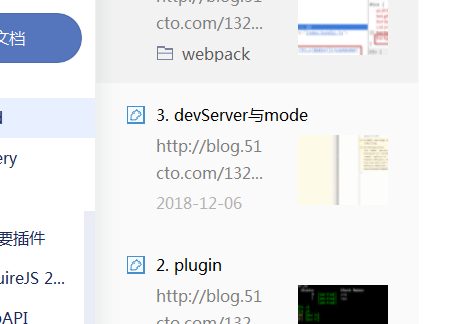 文档
ery
要插件
uireJS 2...
API
http://blog.51
cto.com/132...
webpack
3. devServer与mode
http://blog.51
cto.com/132...
2018-12-06
2. plugin
http://blog.51
cto.com/132...